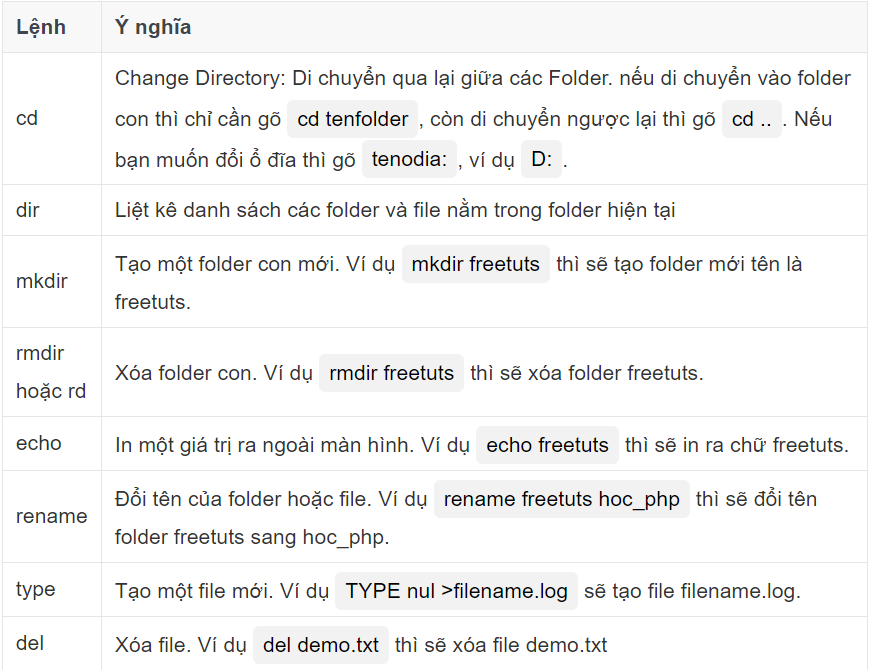 Lệnh
Ý nghĩa
cd
Change Directory: Di chuyển qua lại giữa các Folder. nếu di chuyển vào folder
con thì chỉ cần gõ cd tenfolder , còn di chuyển ngược lại thì gõ cd .. . Nếu
bạn muốn đổi ổ đĩa thì gõ tenodia: , ví dụ D: .
dir
Liệt kê danh sách các folder và file nằm trong folder hiện tại
mkdir
Tạo một folder con mới. Ví dụ mkdir freetuts thì sẽ tạo folder mới tên là
freetuts.
rmdir
hoặc rd
Xóa folder con. Ví dụ rmdir freetuts thì sẽ xóa folder freetuts.
echo
In một giá trị ra ngoài màn hình. Ví dụ echo freetuts thì sẽ in ra chữ freetuts.
rename
Đổi tên của folder hoặc file. Ví dụ rename freetuts hoc_php thì sẽ đổi tên
folder freetuts sang hoc_php.
type
Tạo một file mới. Ví dụ TYPE nul >filename.log sẽ tạo file filename.log.
del
Xóa file. Ví dụ del demo.txt thì sẽ xóa file demo.txt